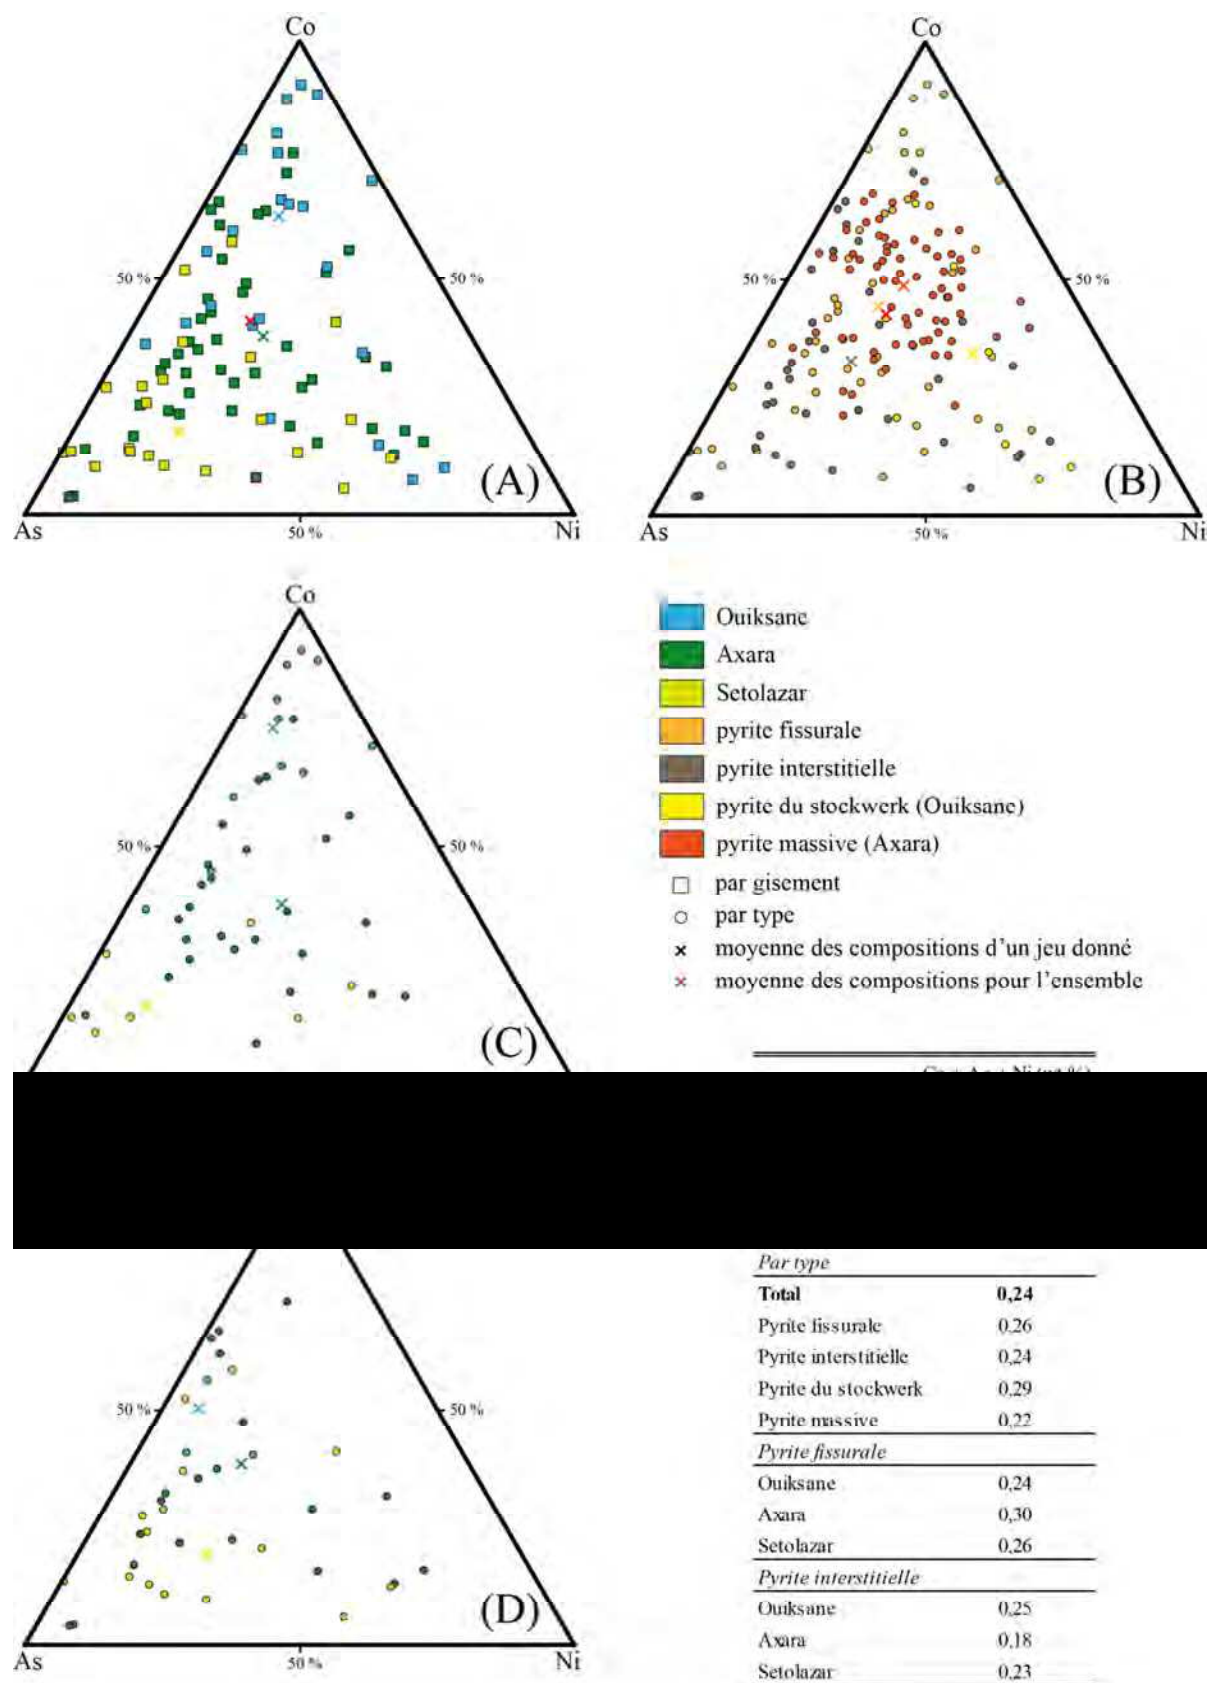 Co
50 %
50 %
As
50 %
Ni
(A)
Co
50 %
50 %
As
50 %
Ni
(B)
Co
50 %
50 %
(C)
Ouiksane
Axara
Setolazar
pyrite fissurale
pyrite interstitielle
pyrite du stockwerk (Ouiksane)
pyrite massive (Axara)
par gisement
par type
moyenne des compositions d'un jeu donné
moyenne des compositions pour l'ensemble
50 %
50 %
As
50 %
Ni
(D)
Par type
Total 0,24
Pyrite fissurale 0,26
Pyrite interstitielle 0,24
Pyrite du stockwerk 0,29
Pyrite massive 0,22
Pyrite fissurale
Ouiksane 0,24
Axara 0,30
Setolazar 0,26
Pyrite interstitielle
Ouiksane 0,25
Axara 0,18
Setolazar 0,23